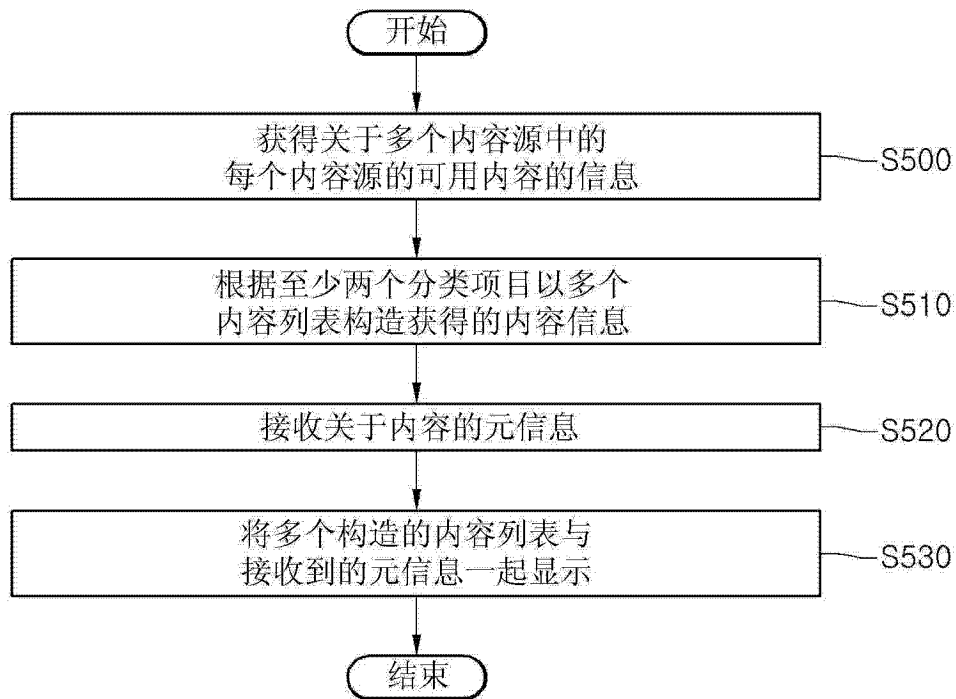 开始
获得关于多个内容源中的
每个内容源的可用内容的信息
S500
根据至少两个分类项目以多个
内容列表构造获得的内容信息
S510
接收关于内容的元信息
S520
将多个构造的内容列表与
接收到的元信息一起显示
S530
结束